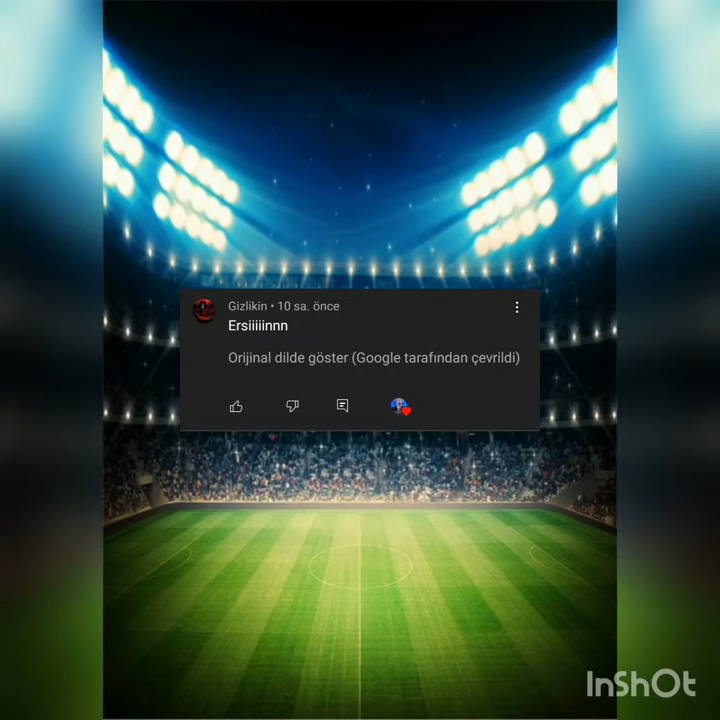 Gizlikin • 10 sa. önce
Ersiiiiinnn
Orijinal dilde göster (Google tarafından çevrildi)
InShOt